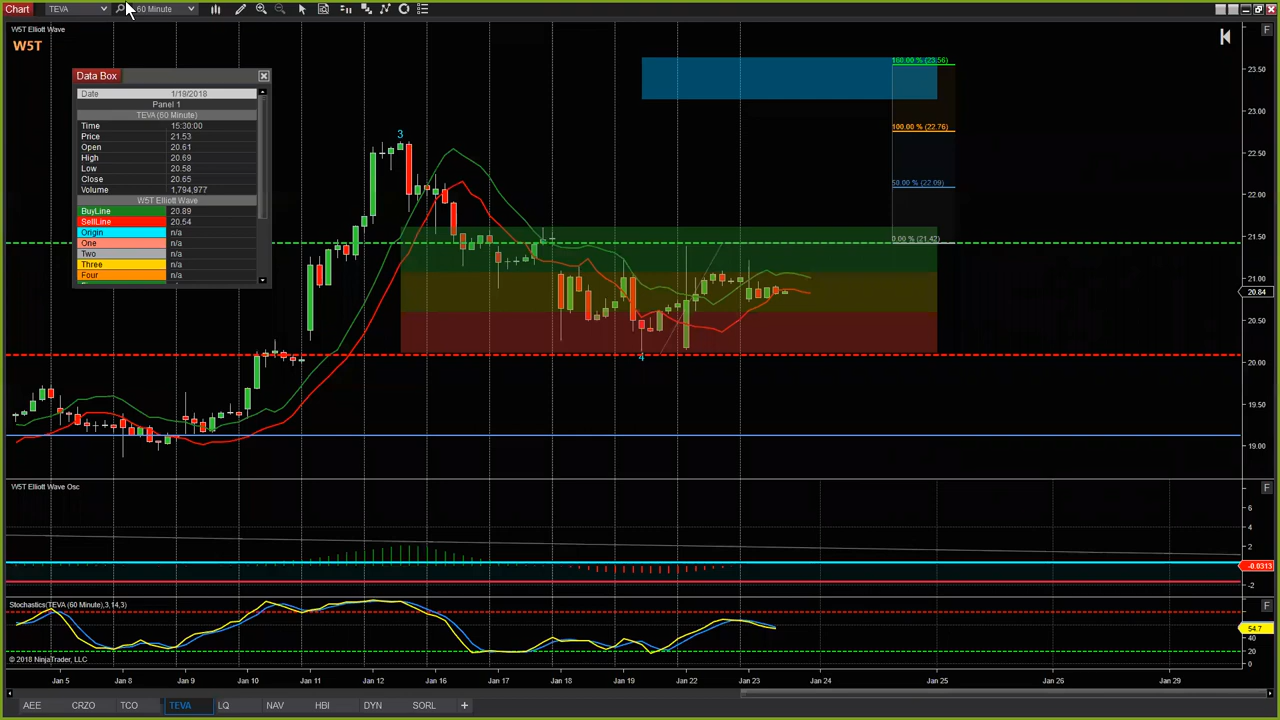 Chart TEVA 60 Minute
W5T Elliott Wave
W5T
Data Box
Date 1/19/2018
Panel 1
TEVA (60 Minute)
Time 15:30:00
Price 21.53
Open 20.61
High 20.69
Low 20.58
Close 20.65
Volume 1,794,977
W5T Elliott Wave
BuyLine 20.89
SellLine 20.54
Origin n/a
One n/a
Two n/a
Three n/a
Four n/a
3
4
160.00 % (23.56)
100.00 % (22.76)
50.00 % (22.09)
0.00 % (21.42)
F
23.50
23.00
22.50
22.00
21.50
21.00
20.84
20.50
20.00
19.50
19.00
W5T Elliott Wave Osc
F
6
4
2
-0.0313
-2
Stochastics(TEVA (60 Minute),3,14,3)
F
54.7
20
0
© 2018 NinjaTrader, LLC
Jan 5 Jan 8 Jan 9 Jan 10 Jan 11 Jan 12 Jan 16 Jan 17 Jan 18 Jan 19 Jan 22 Jan 23 Jan 24 Jan 25 Jan 26 Jan 29
AEE CRZO TCO TEVA LQ NAV HBI DYN SORL +